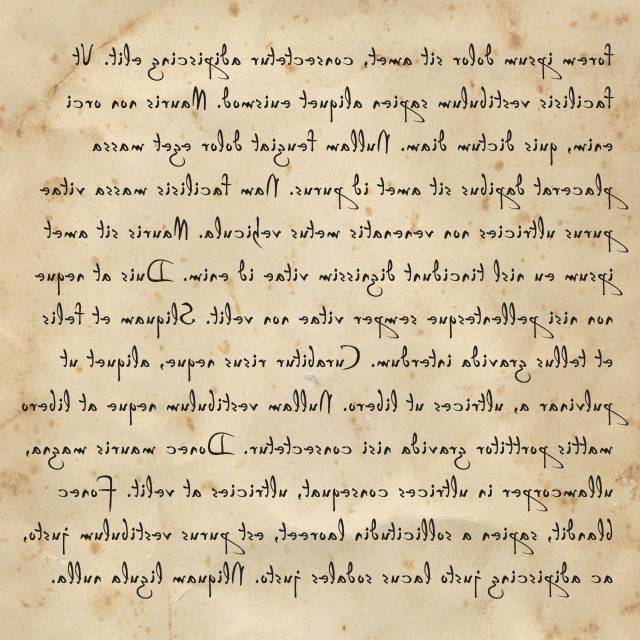 forem ipsum dolor sit amet, consectetur adipiscing elit. Ut
facilisis vestibulum sapien aliquet euismod. Mauris non orci
enim, quis dictum diam. Nullam feugiat dolor eget massa
placerat dapibus sit amet id purus. Nam facilisis massa vitae
purus ultricies non venenatis metus vehicula. Mauris sit amet
ipsum eu nisl tincidunt dignissim vitae id enim. Duis at neque
non nisi pellentesque semper vitae non velit. Sliquam et felis
et tellus gravida interdum. Curabitur risus neque, aliquet ut
pulvinar a, ultrices ut libero. Nullam vestibulum neque at libero
mattis porttitor gravida nisi consectetur. Donec mauris magna,
ullamcorper in ultrices consequat, ultricies at velit. Fonec
blandit, sapien a sollicitudin laoreet, est purus vestibulum justo,
ac adipiscing justo lacus sodales justo. Nliquam ligula nulla.